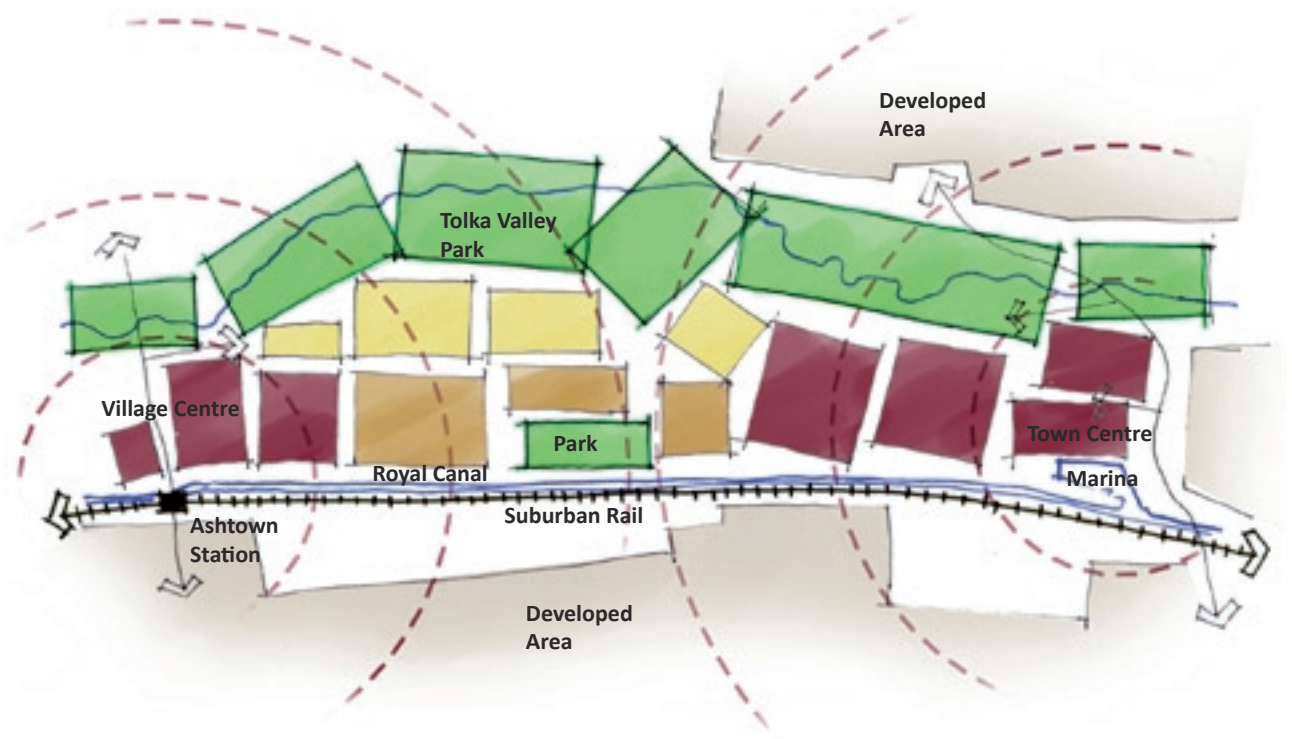 Developed
Area
Tolka Valley
Park
Village Centre
Park
Town Centre
Royal Canal
Marina
Suburban Rail
Ashtown
Station
Developed
Area